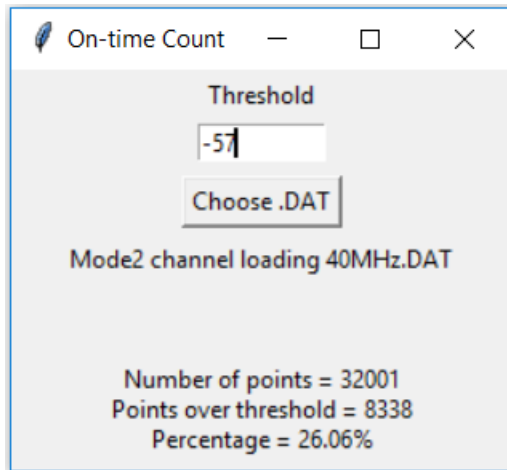 On-time Count
Threshold
-57
Choose .DAT
Mode2 channel loading 40MHz.DAT
Number of points = 32001
Points over threshold = 8338
Percentage = 26.06%